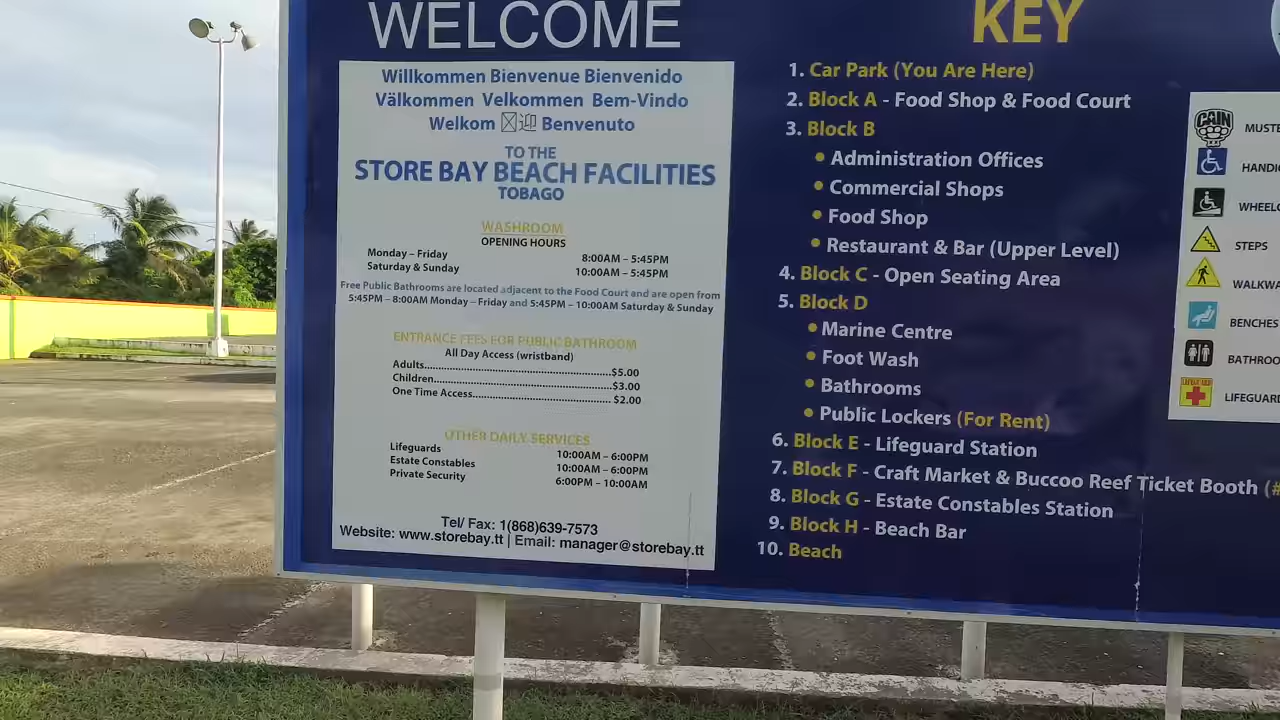 WELCOME
Willkommen Bienvenue Bienvenido
Välkommen Velkommen Bem-Vindo
Welkom 迎 Benvenuto
TO THE
STORE BAY BEACH FACILITIES
TOBAGO
WASHROOM
OPENING HOURS
Monday – Friday 8:00AM – 5:45PM
Saturday & Sunday 10:00AM – 5:45PM
Free Public Bathrooms are located adjacent to the Food Court and are open from
5:45PM – 8:00AM Monday – Friday and 5:45PM – 10:00AM Saturday & Sunday
ENTRANCE FEES FOR PUBLIC BATHROOM
All Day Access (wristband)
Adults.....$5.00
Children.....$3.00
One Time Access.....$2.00
OTHER DAILY SERVICES
Lifeguards 10:00AM – 6:00PM
Estate Constables 10:00AM – 6:00PM
Private Security 6:00PM – 10:00AM
Tel/ Fax: 1(868)639-7573
Website: www.storebay.tt | Email: manager@storebay.tt
KEY
1. Car Park (You Are Here)
2. Block A - Food Shop & Food Court
3. Block B
• Administration Offices
• Commercial Shops
• Food Shop
• Restaurant & Bar (Upper Level)
4. Block C - Open Seating Area
5. Block D
• Marine Centre
• Foot Wash
• Bathrooms
• Public Lockers (For Rent)
6. Block E - Lifeguard Station
7. Block F - Craft Market & Buccoo Reef Ticket Booth (#
8. Block G - Estate Constables Station
9. Block H - Beach Bar
10. Beach
CAIN
MUSTE
HANDIC
WHEELC
STEPS
WALKWA
BENCHES
BATHROO
LIFEGUARD
LIFEGUARD